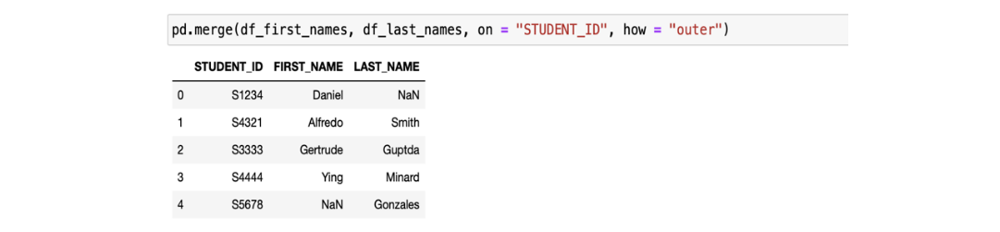 pd.merge(df_first_names, df_last_names, on = "STUDENT_ID", how = "outer")
STUDENT_ID FIRST_NAME LAST_NAME
0 S1234 Daniel NaN
1 S4321 Alfredo Smith
2 S3333 Gertrude Guptda
3 S4444 Ying Minard
4 S5678 NaN Gonzales